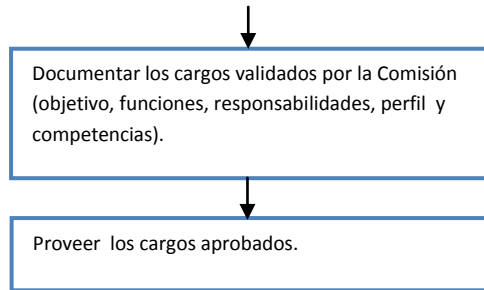 Documentar los cargos validados por la Comisión
(objetivo, funciones, responsabilidades, perfil y
competencias).
Proveer los cargos aprobados.